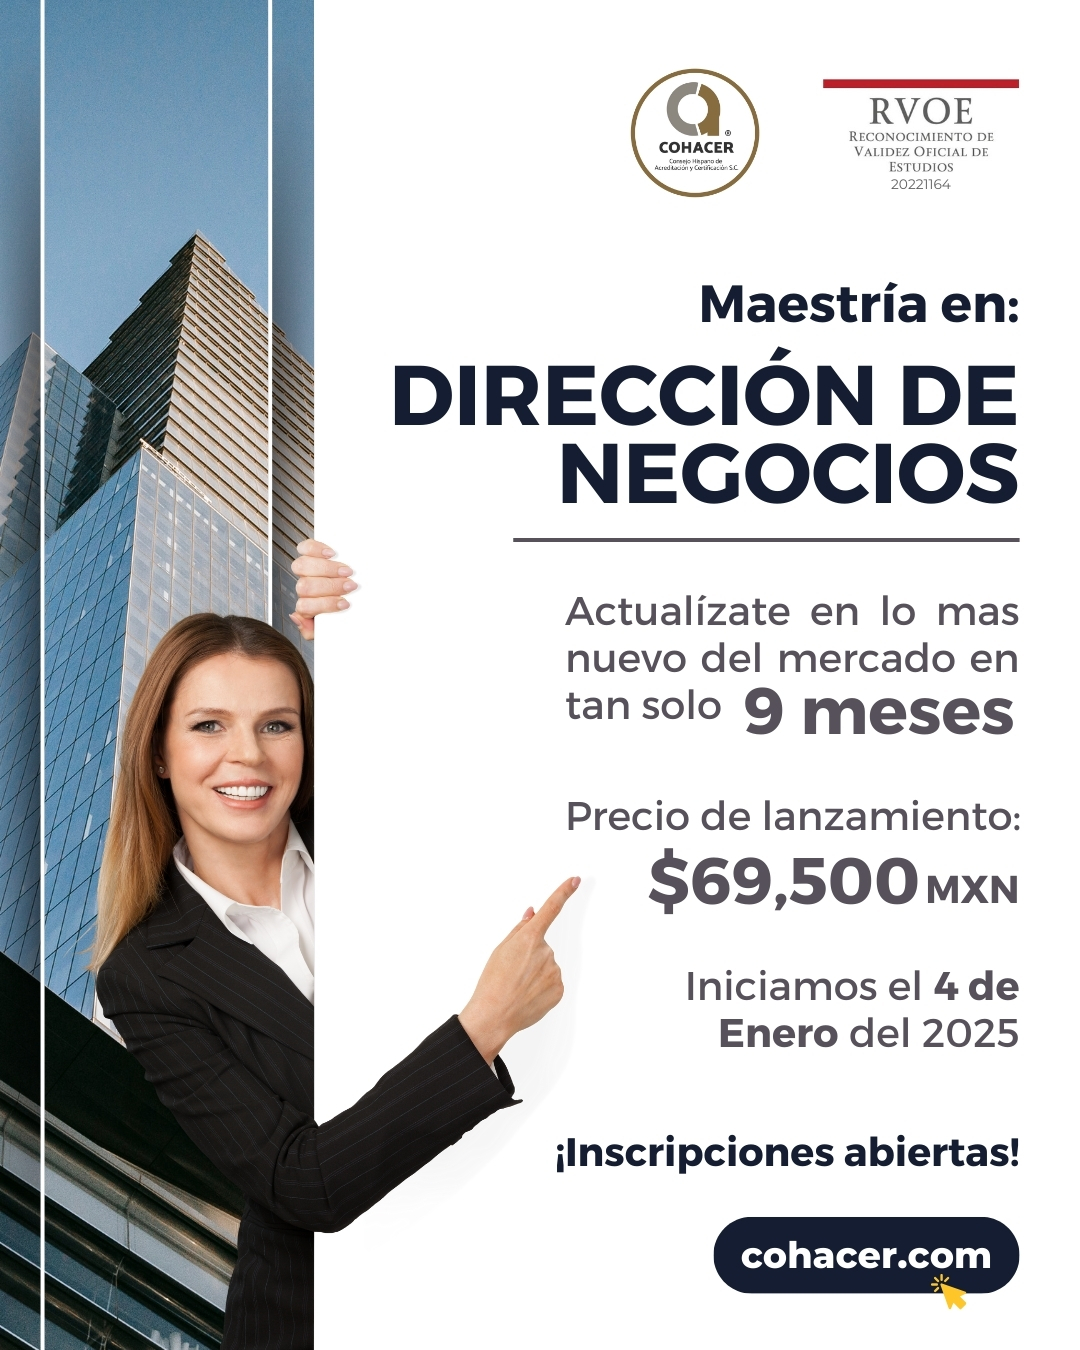 COHACER
®
Consejo Hispano de
Acreditación y Certificación S.C.
RVOE
RECONOCIMIENTO DE
VALIDEZ OFICIAL DE
ESTUDIOS
20221164
Maestría en:
DIRECCIÓN DE
NEGOCIOS
Actualízate en lo mas
nuevo del mercado en
tan solo 9 meses
Precio de lanzamiento:
$69,500 MXN
Iniciamos el 4 de
Enero del 2025
¡Inscripciones abiertas!
cohacer.com